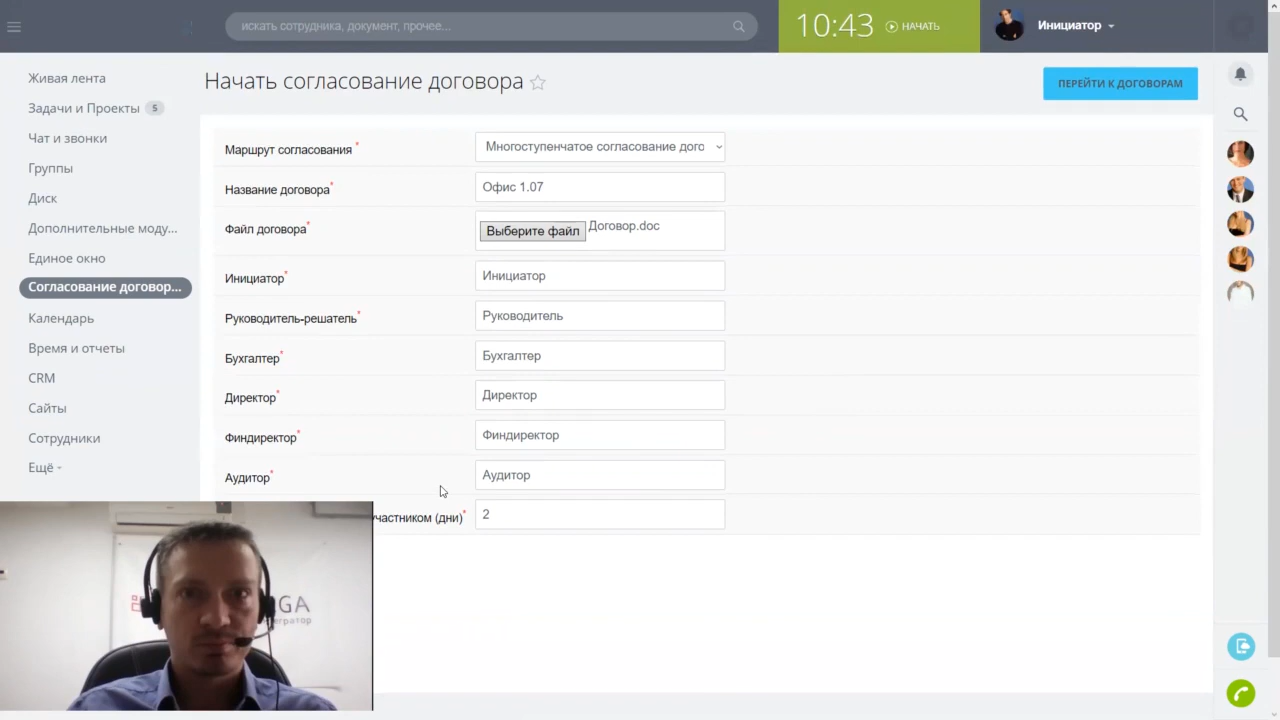 искать сотрудника, документ, прочее...
10:43 НАЧАТЬ
Инициатор
Живая лента
Задачи и Проекты 5
Чат и звонки
Группы
Диск
Дополнительные моду...
Единое окно
Согласование договор...
Календарь
Время и отчеты
CRM
Сайты
Сотрудники
Ещё
Начать согласование договора
ПЕРЕЙТИ К ДОГОВОРАМ
Маршрут согласования * Многоступенчатое согласование дого
Название договора* Офис 1.07
Файл договора* Выберите файл Договор.doc
Инициатор* Инициатор
Руководитель-решатель* Руководитель
Бухгалтер* Бухгалтер
Директор* Директор
Финдиректор* Финдиректор
Аудитор* Аудитор
участником (дни)* 2
GA
егратор